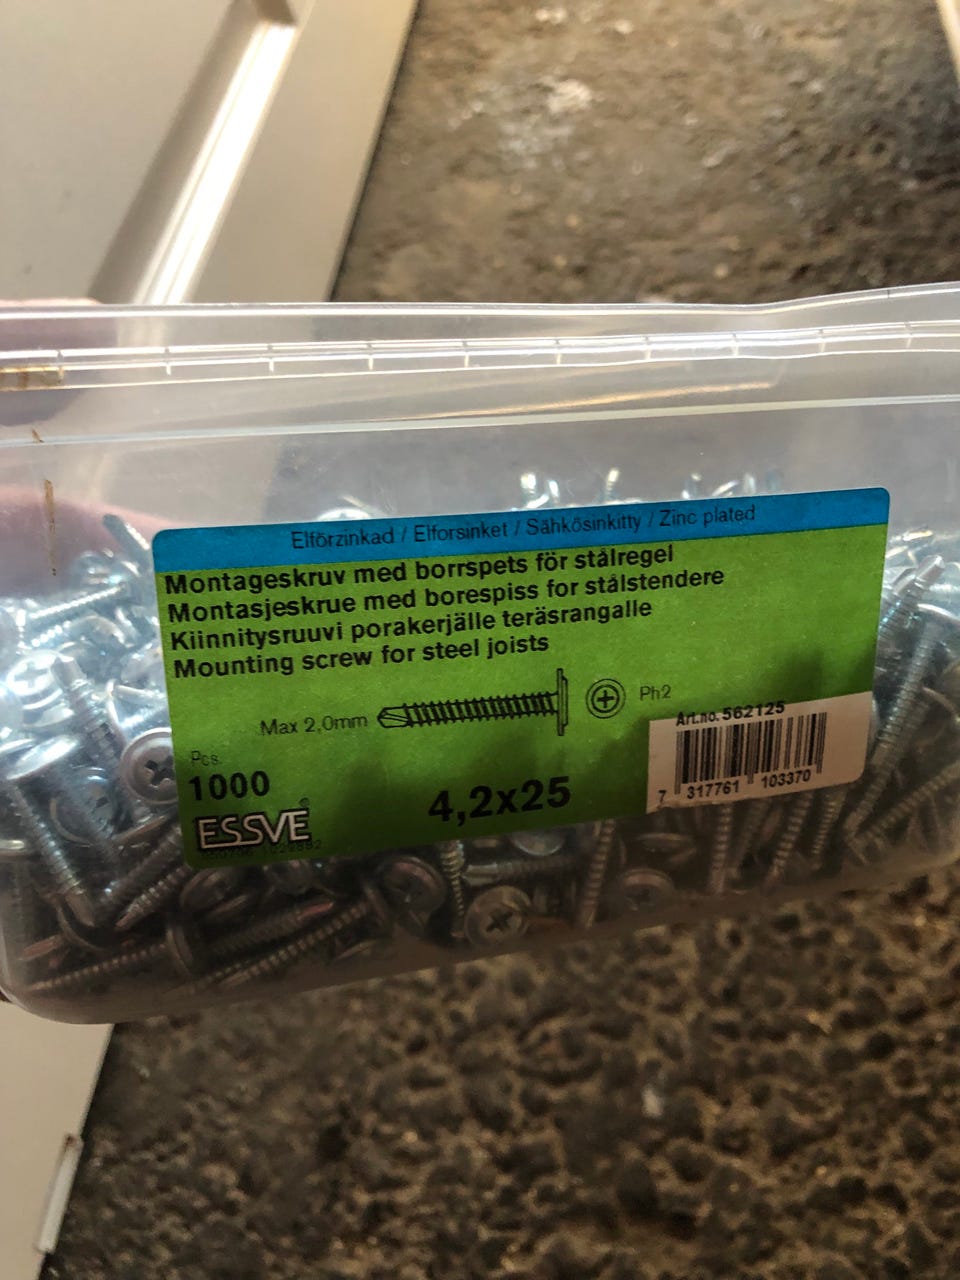 Elförzinkad / Elforsinket / Sähkösinkitty / Zinc plated
Montageskruv med borrspets för stålregel
Montasjeskrue med borespiss for stålstendere
Kiinnitysruuvi porakerjälle teräsrangalle
Mounting screw for steel joists
Max 2,0mm
Ph2
Art.no. 562125
Pcs.
1000
4,2x25
7 317761 103370
ESSVE®